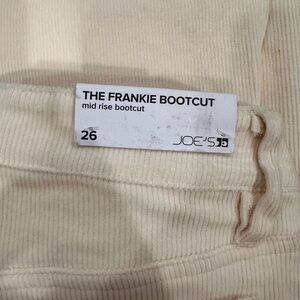 THE FRANKIE BOOTCUT
mid rise bootcut
26
JOE'S